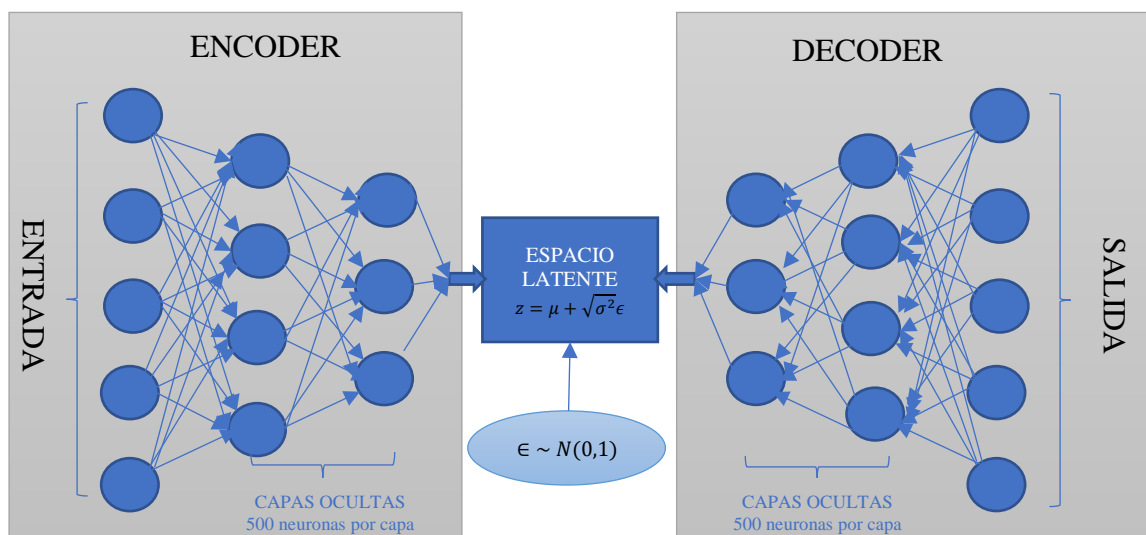 ENCODER
ENTRADA
CAPAS OCULTAS
500 neuronas por capa
ESPACIO
LATENTE
z = μ + √σ² ϵ
∈ ~ N(0,1)
DECODER
SALIDA
CAPAS OCULTAS
500 neuronas por capa